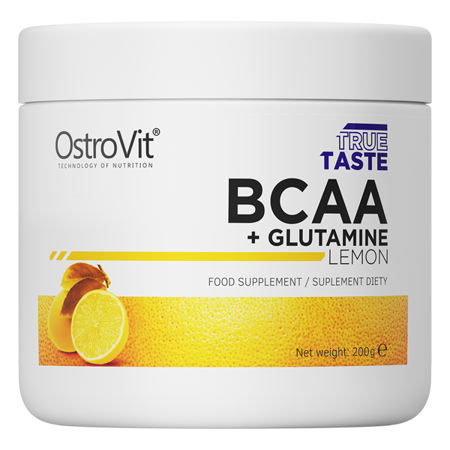 OstroVit®
TECHNOLOGY OF NUTRITION
TRUE
TASTE
BCAA
+ GLUTAMINE
LEMON
FOOD SUPPLEMENT / SUPLEMENT DIETY
Net weight: 200g ℮